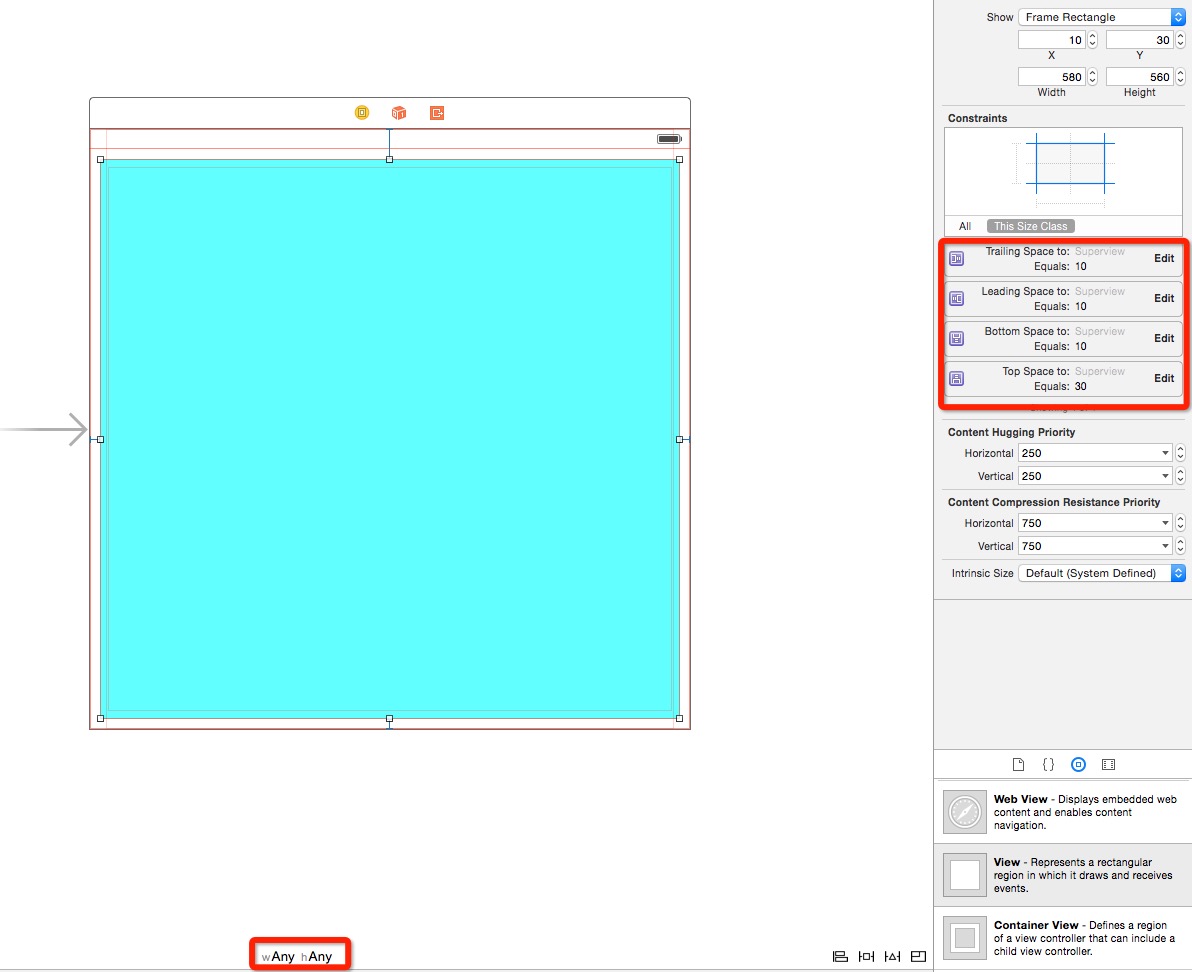 Show Frame Rectangle
10 30
X Y
580 560
Width Height
Constraints
All This Size Class
Trailing Space to: Superview
Equals: 10
Edit
Leading Space to: Superview
Equals: 10
Edit
Bottom Space to: Superview
Equals: 10
Edit
Top Space to: Superview
Equals: 30
Edit
Content Hugging Priority
Horizontal 250
Vertical 250
Content Compression Resistance Priority
Horizontal 750
Vertical 750
Intrinsic Size Default (System Defined)
{}
Web View - Displays embedded web
content and enables content
navigation.
View - Represents a rectangular
region in which it draws and receives
events.
Container View - Defines a region
of a view controller that can include a
child view controller.
wAny hAny